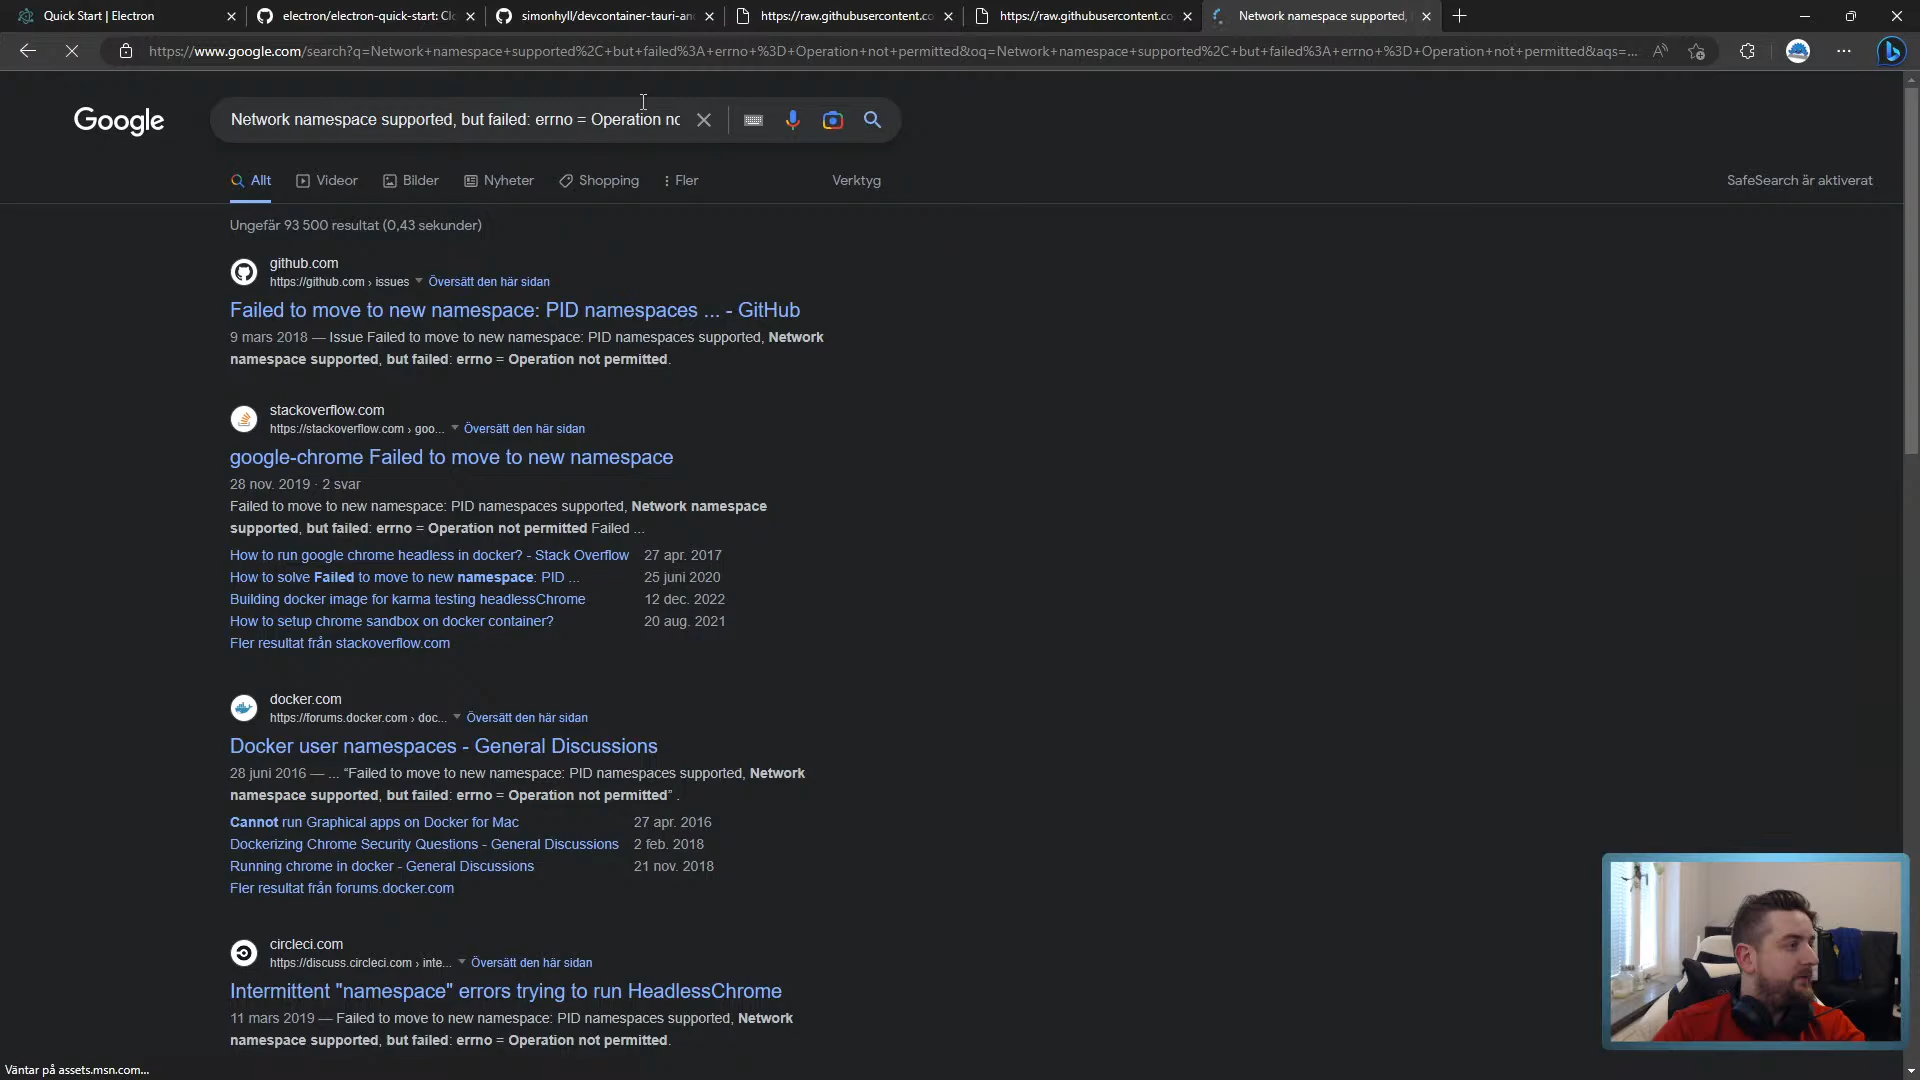 Quick Start | Electron
electron/electron-quick-start: Clo
simonhyll/devcontainer-tauri-an
https://raw.githubusercontent.co
https://raw.githubusercontent.co
Network namespace supported,
https://www.google.com/search?q=Network+namespace+supported%2C+but+failed%3A+errno+%3D+Operation+not+permitted&oq=Network+namespace+supported%2C+but+failed%3A+errno+%3D+Operation+not+permitted&aqs=...
Google
Network namespace supported, but failed: errno = Operation no
Allt
Videor
Bilder
Nyheter
Shopping
Fler
Verktyg
SafeSearch är aktiverat
Ungefär 93 500 resultat (0,43 sekunder)
github.com
https://github.com › issues Översätt den här sidan
Failed to move to new namespace: PID namespaces ... - GitHub
9 mars 2018 — Issue Failed to move to new namespace: PID namespaces supported, Network
namespace supported, but failed: errno = Operation not permitted.
stackoverflow.com
https://stackoverflow.com › goo... Översätt den här sidan
google-chrome Failed to move to new namespace
28 nov. 2019 · 2 svar
Failed to move to new namespace: PID namespaces supported, Network namespace
supported, but failed: errno = Operation not permitted Failed ...
How to run google chrome headless in docker? - Stack Overflow 27 apr. 2017
How to solve Failed to move to new namespace: PID ... 25 juni 2020
Building docker image for karma testing headlessChrome 12 dec. 2022
How to setup chrome sandbox on docker container? 20 aug. 2021
Fler resultat från stackoverflow.com
docker.com
https://forums.docker.com › doc... Översätt den här sidan
Docker user namespaces - General Discussions
28 juni 2016 — ... “Failed to move to new namespace: PID namespaces supported, Network
namespace supported, but failed: errno = Operation not permitted” .
Cannot run Graphical apps on Docker for Mac 27 apr. 2016
Dockerizing Chrome Security Questions - General Discussions 2 feb. 2018
Running chrome in docker - General Discussions 21 nov. 2018
Fler resultat från forums.docker.com
circleci.com
https://discuss.circleci.com › inte... Översätt den här sidan
Intermittent "namespace" errors trying to run HeadlessChrome
11 mars 2019 — Failed to move to new namespace: PID namespaces supported, Network
namespace supported, but failed: errno = Operation not permitted.
Väntar på assets.msn.com...